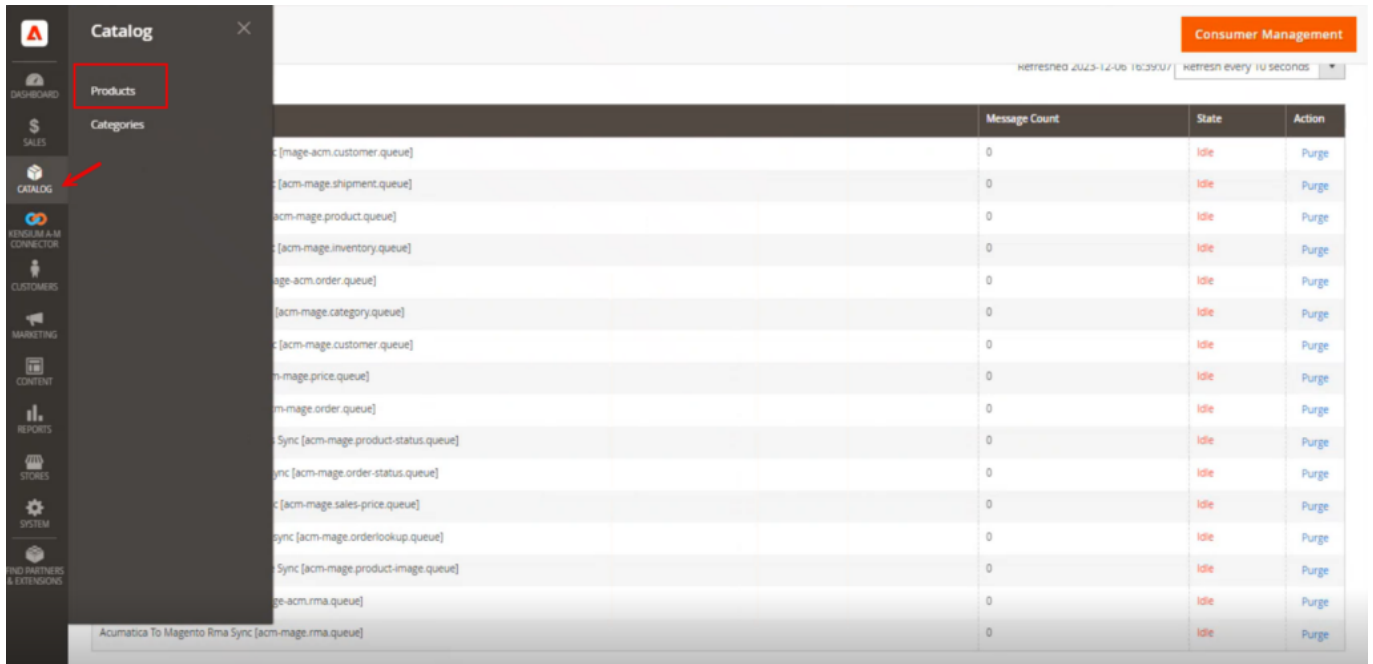 Catalog
Products
Categories
DASHBOARD
SALES
CATALOG
KENSIUM A-M
CONNECTOR
CUSTOMERS
MARKETING
CONTENT
REPORTS
STORES
SYSTEM
FIND PARTNERS
& EXTENSIONS
Consumer Management
Refreshed 2023-12-06 16:39:07 Refresh every 10 seconds
Message Count State Action
[mage-acm.customer.queue] 0 Idle Purge
[acm-mage.shipment.queue] 0 Idle Purge
acm-mage.product.queue] 0 Idle Purge
[acm-mage.inventory.queue] 0 Idle Purge
age-acm.order.queue] 0 Idle Purge
[acm-mage.category.queue] 0 Idle Purge
[acm-mage.customer.queue] 0 Idle Purge
-mage.price.queue] 0 Idle Purge
m-mage.order.queue] 0 Idle Purge
Sync [acm-mage.product-status.queue] 0 Idle Purge
ync [acm-mage.order-status.queue] 0 Idle Purge
c [acm-mage.sales-price.queue] 0 Idle Purge
sync [acm-mage.orderlookup.queue] 0 Idle Purge
Sync [acm-mage.product-image.queue] 0 Idle Purge
ge-acm.rma.queue] 0 Idle Purge
Acumatica To Magento Rma Sync [acm-mage.rma.queue] 0 Idle Purge